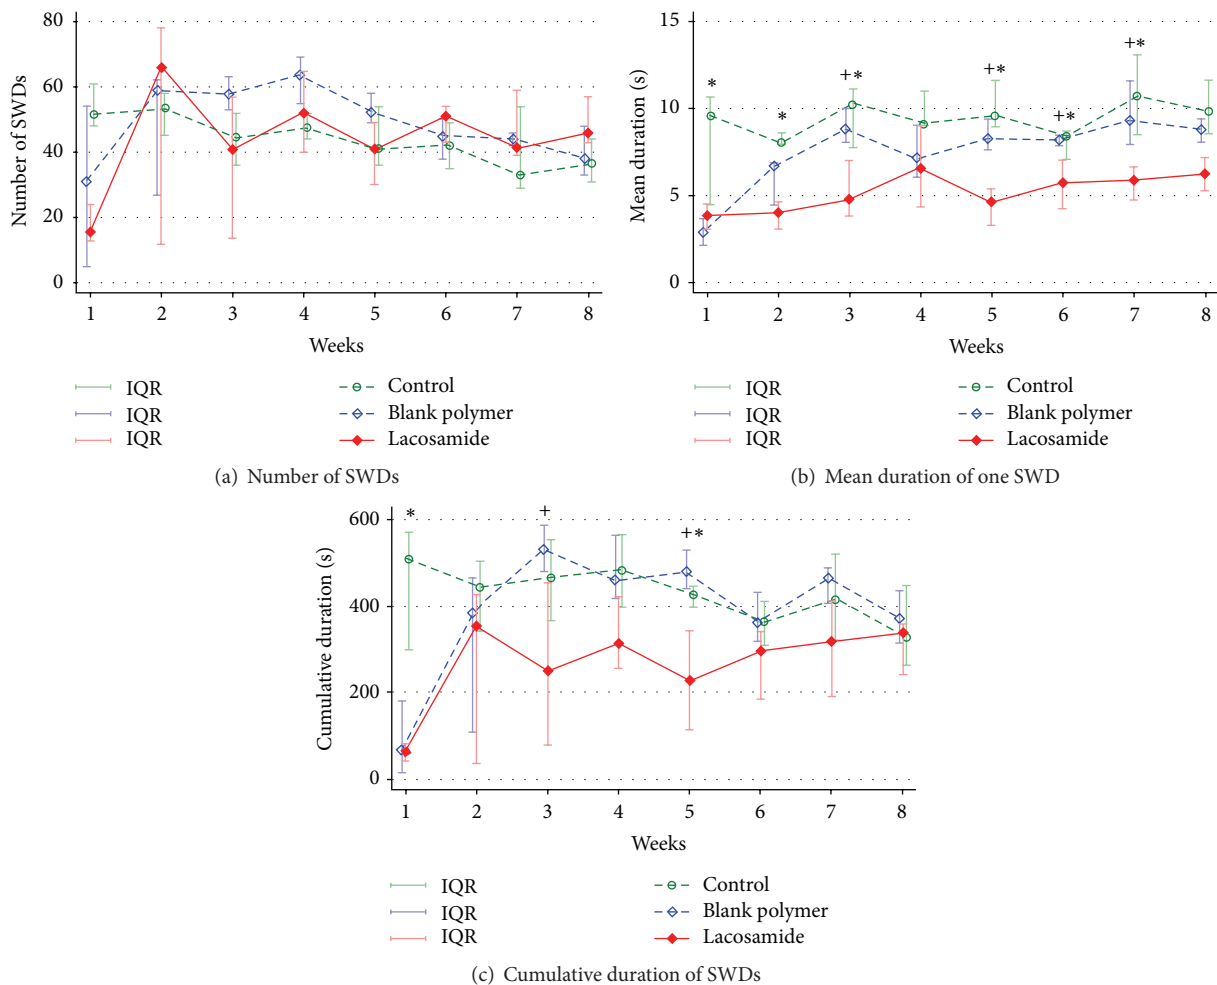 80
60
40
20
0
Number of SWDs
1 2 3 4 5 6 7 8
Weeks
IQR
IQR
IQR
Control
Blank polymer
Lacosamide
(a) Number of SWDs
15
10
5
0
Mean duration (s)
* * +* +* +* +*
1 2 3 4 5 6 7 8
Weeks
IQR
IQR
IQR
Control
Blank polymer
Lacosamide
(b) Mean duration of one SWD
600
400
200
0
Cumulative duration (s)
* + +*
1 2 3 4 5 6 7 8
Weeks
IQR
IQR
IQR
Control
Blank polymer
Lacosamide
(c) Cumulative duration of SWDs